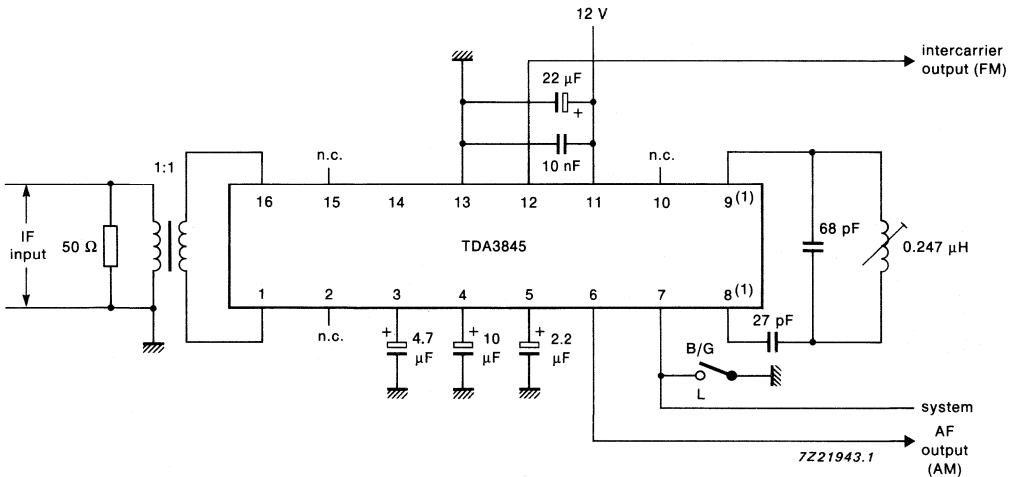 12 V
intercarrier
output (FM)
22 µF
+
10 nF
1:1
n.c.
n.c.
16 15 14 13 12 11 10 9 (1)
IF
input
50 Ω
TDA3845
68 pF
0.247 µH
1 2 3 4 5 6 7 8 (1)
n.c.
+ 4.7
µF
+ 10
µF
+ 2.2
µF
27 pF
B/G
L
system
AF
output
(AM)
7Z21943.1